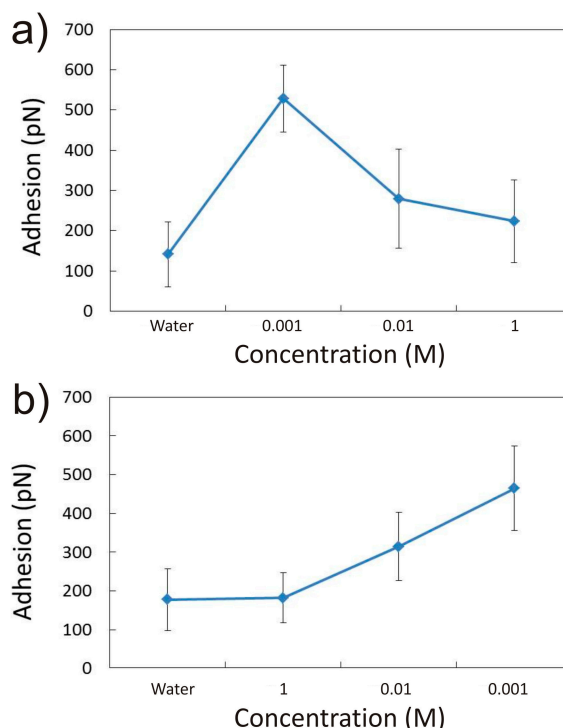 a)
700
600
500
400
300
200
100
0
Adhesion (pN)
Water 0.001 0.01 1
Concentration (M)
b)
700
600
500
400
300
200
100
0
Adhesion (pN)
Water 1 0.01 0.001
Concentration (M)